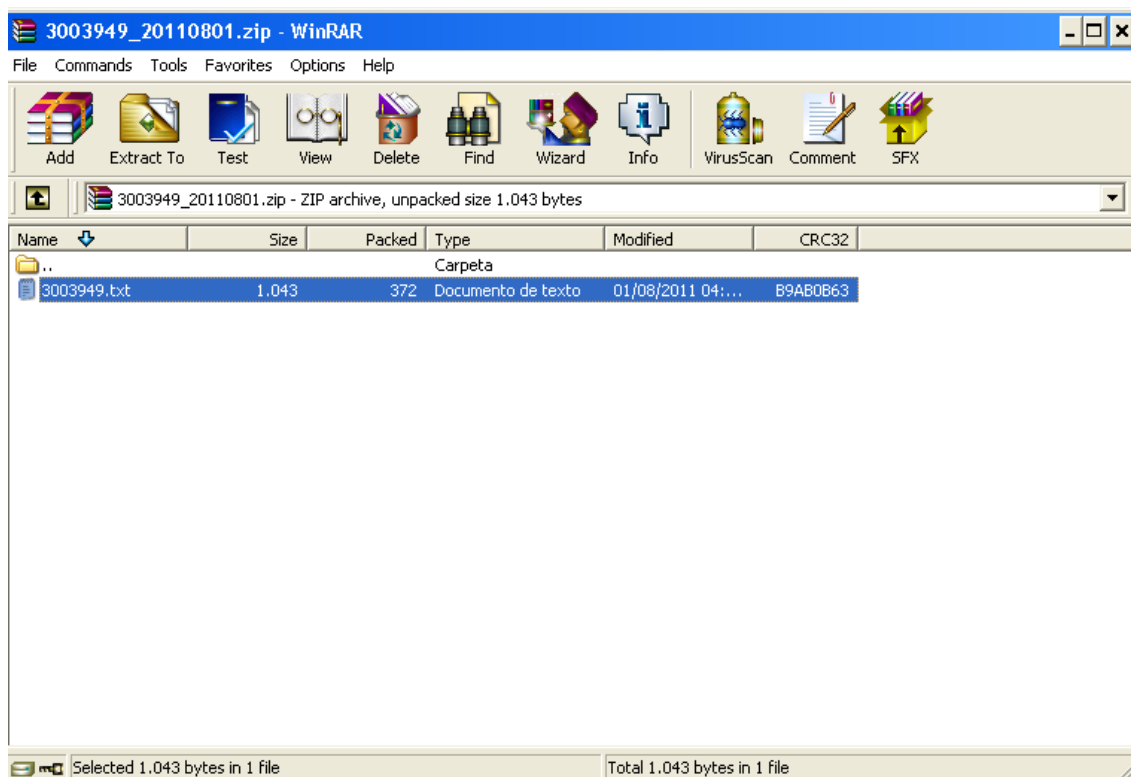 3003949_20110801.zip - WinRAR
File Commands Tools Favorites Options Help
Add Extract To Test View Delete Find Wizard Info VirusScan Comment SFX
3003949_20110801.zip - ZIP archive, unpacked size 1.043 bytes
Name Size Packed Type Modified CRC32
.. Carpeta
3003949.txt 1.043 372 Documento de texto 01/08/2011 04:... B9AB0B63
Selected 1.043 bytes in 1 file Total 1.043 bytes in 1 file